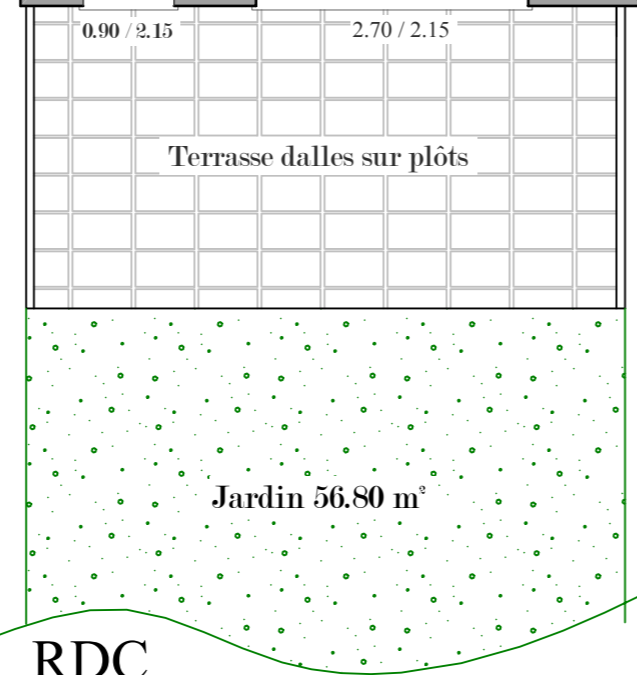 0.90 / 2.15 2.70 / 2.15
Terrasse dalles sur plôts
Jardin 56.80 m²
RDC